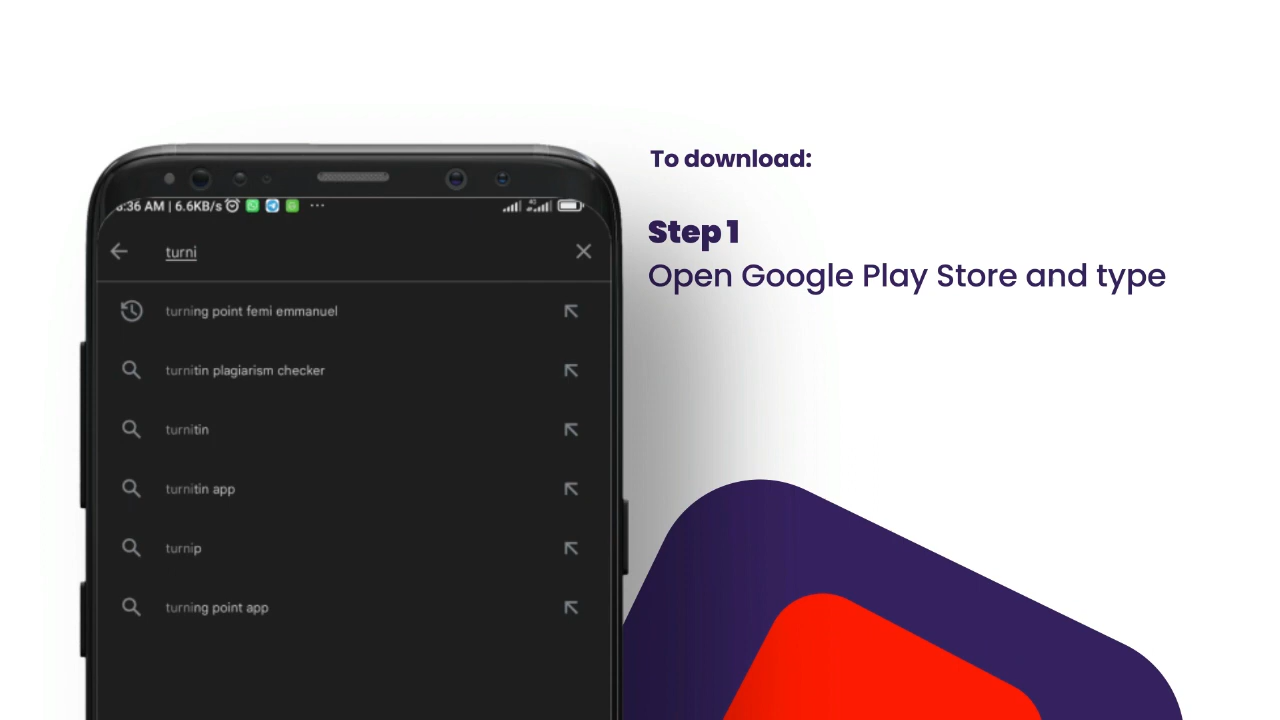 To download:
Step 1
Open Google Play Store and type
:36 AM | 6.6KB/s
4G
turni
turning point femi emmanuel
turnitin plagiarism checker
turnitin
turnitin app
turnip
turning point app